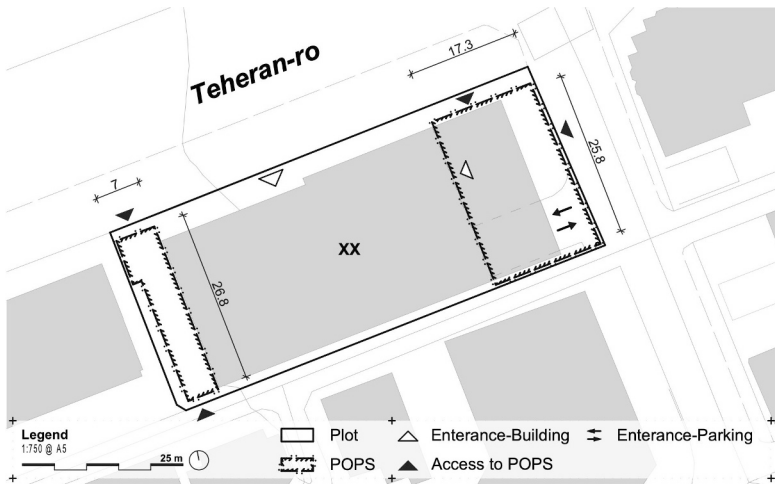 Teheran-ro
17.3
7
25.8
XX
26.8
Legend
1:750 @ A5
25 m
Plot
POPS
Enterance-Building
Access to POPS
Enterance-Parking